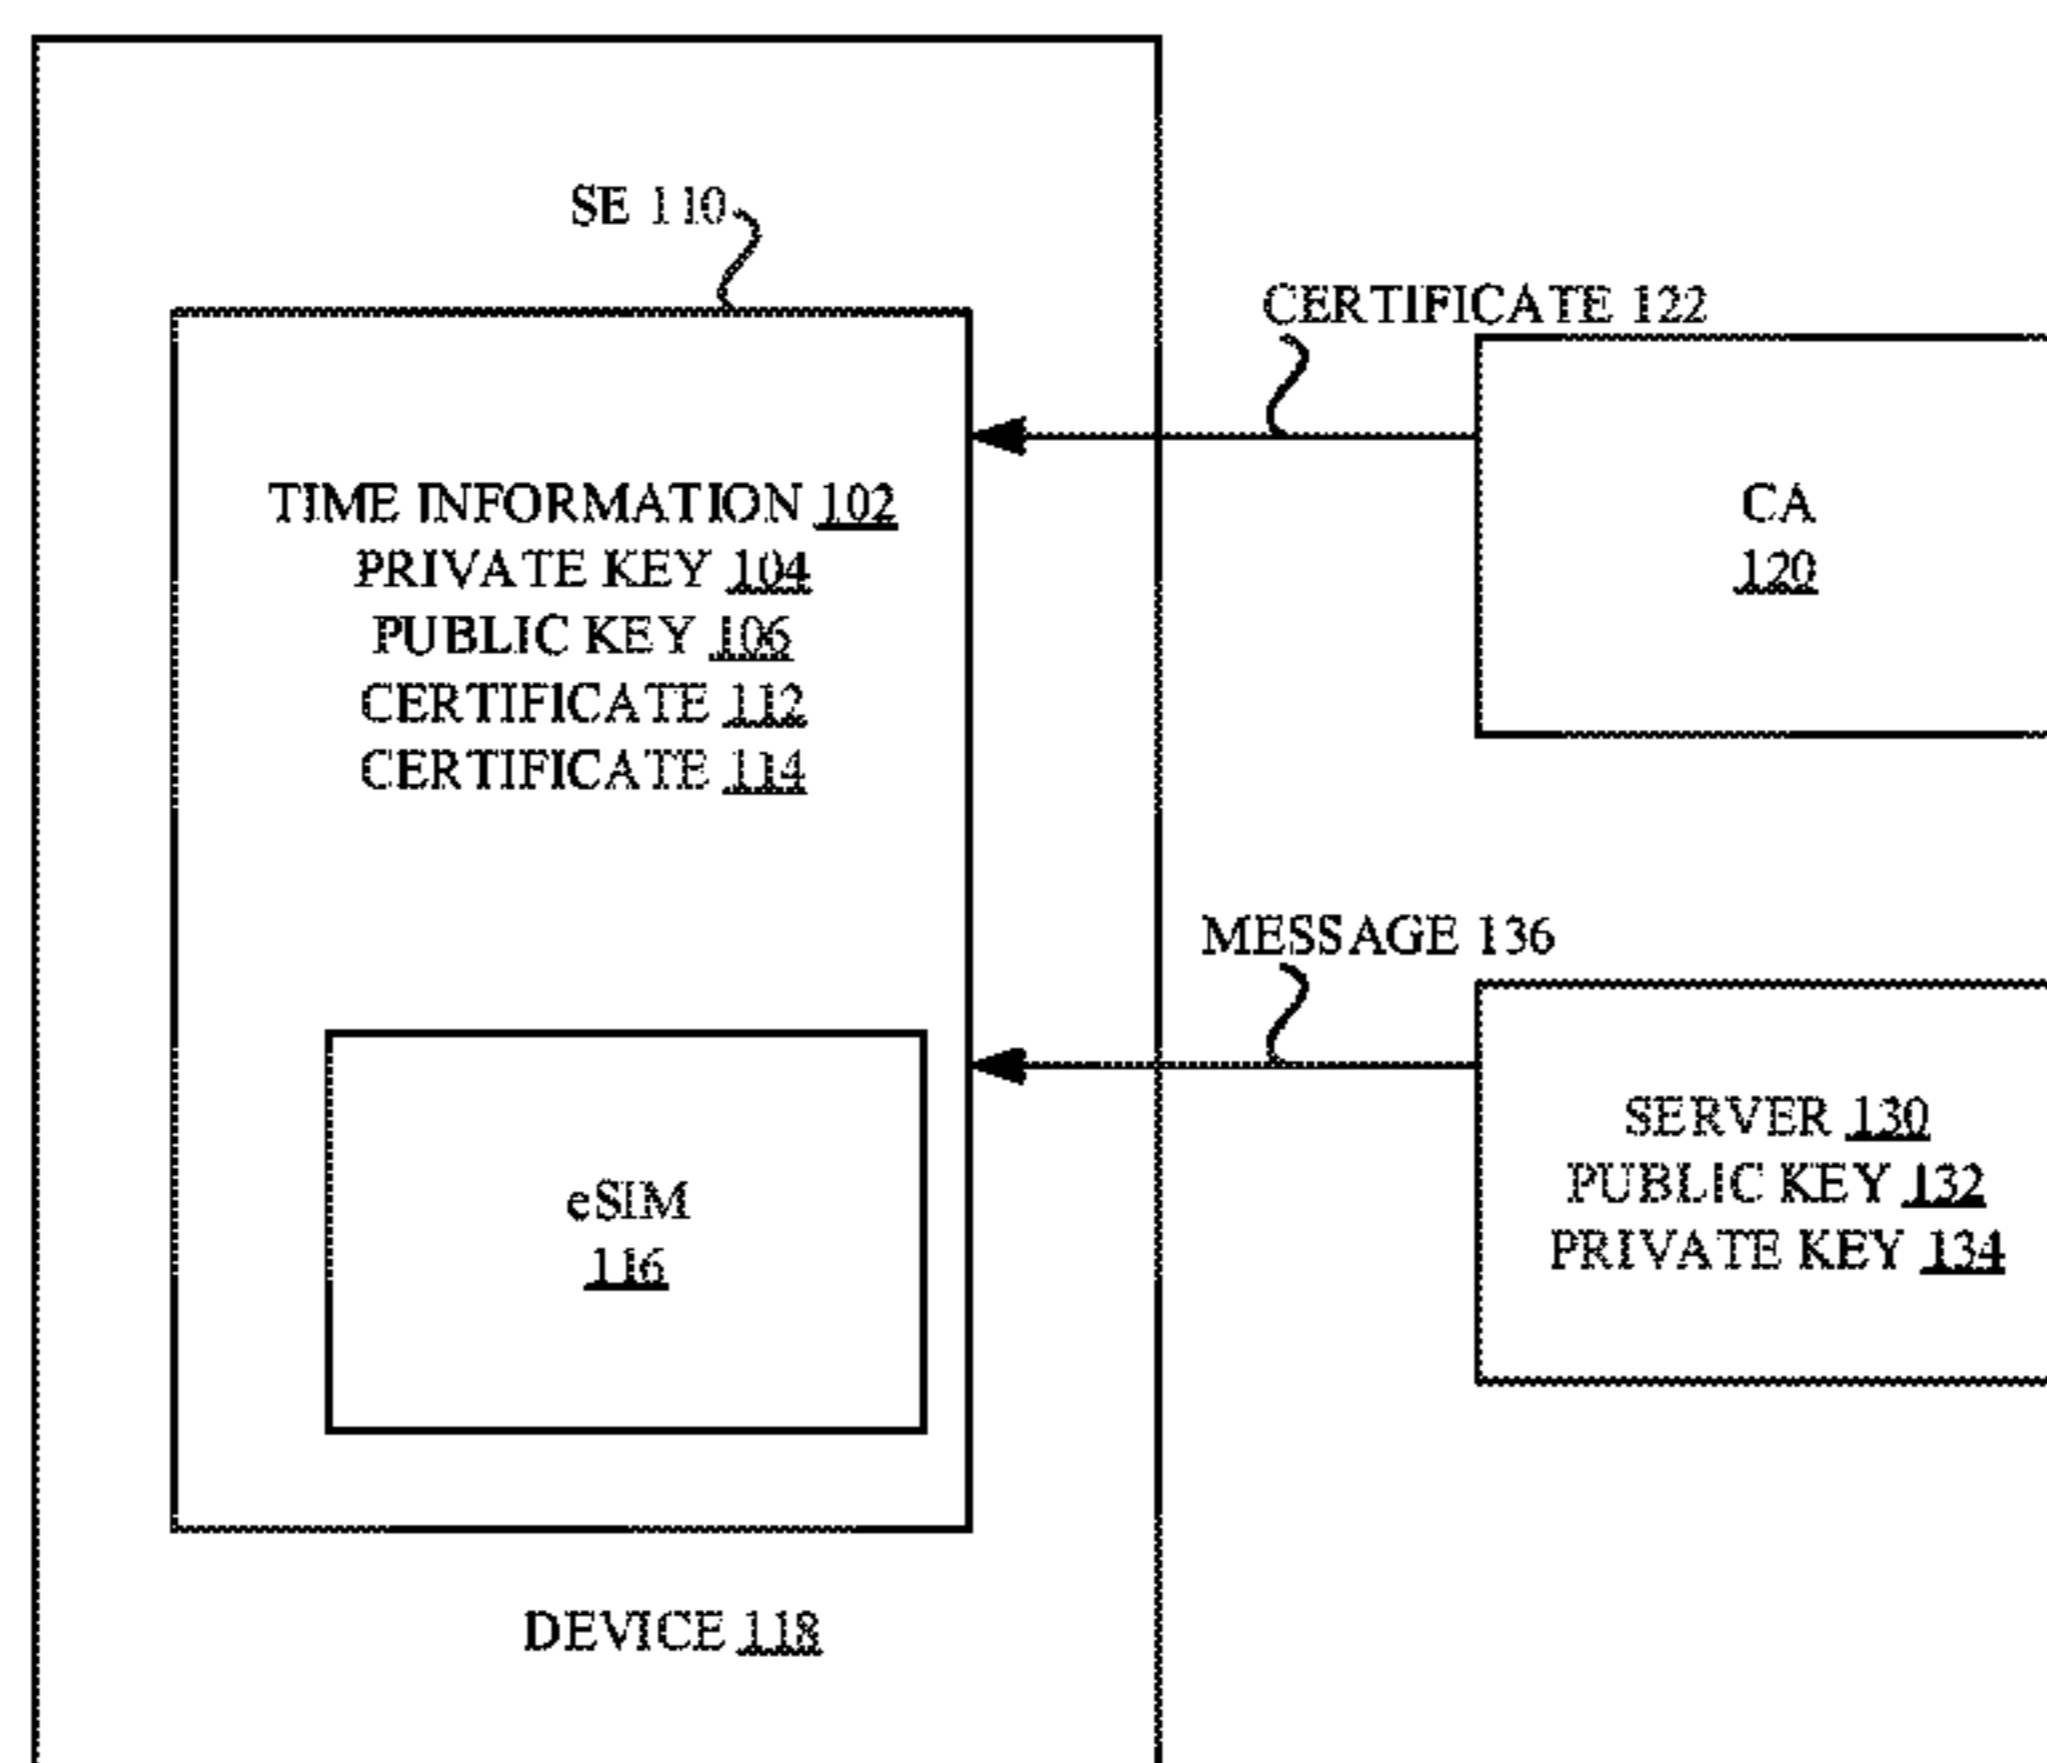 SE 110
CERTIFICATE 122
TIME INFORMATION 102
PRIVATE KEY 104
PUBLIC KEY 106
CERTIFICATE 112
CERTIFICATE 114
CA
120
MESSAGE 136
SERVER 130
PUBLIC KEY 132
PRIVATE KEY 134
eSIM
116
DEVICE 118